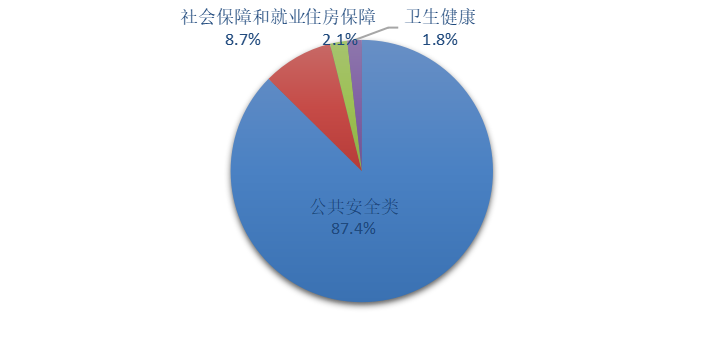 社会保障和就业
8.7%
住房保障
2.1%
卫生健康
1.8%
公共安全类
87.4%